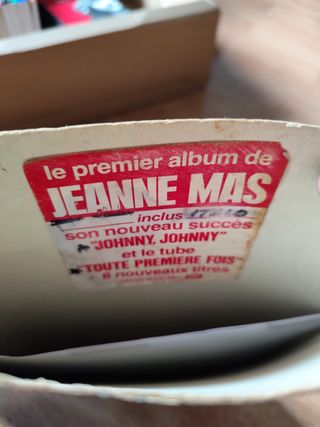 le premier album de
JEANNE MAS
inclus
son nouveau succès
"JOHNNY, JOHNNY"
et le tube
"TOUTE PREMIERE FOIS"
+ 8 nouveaux titres